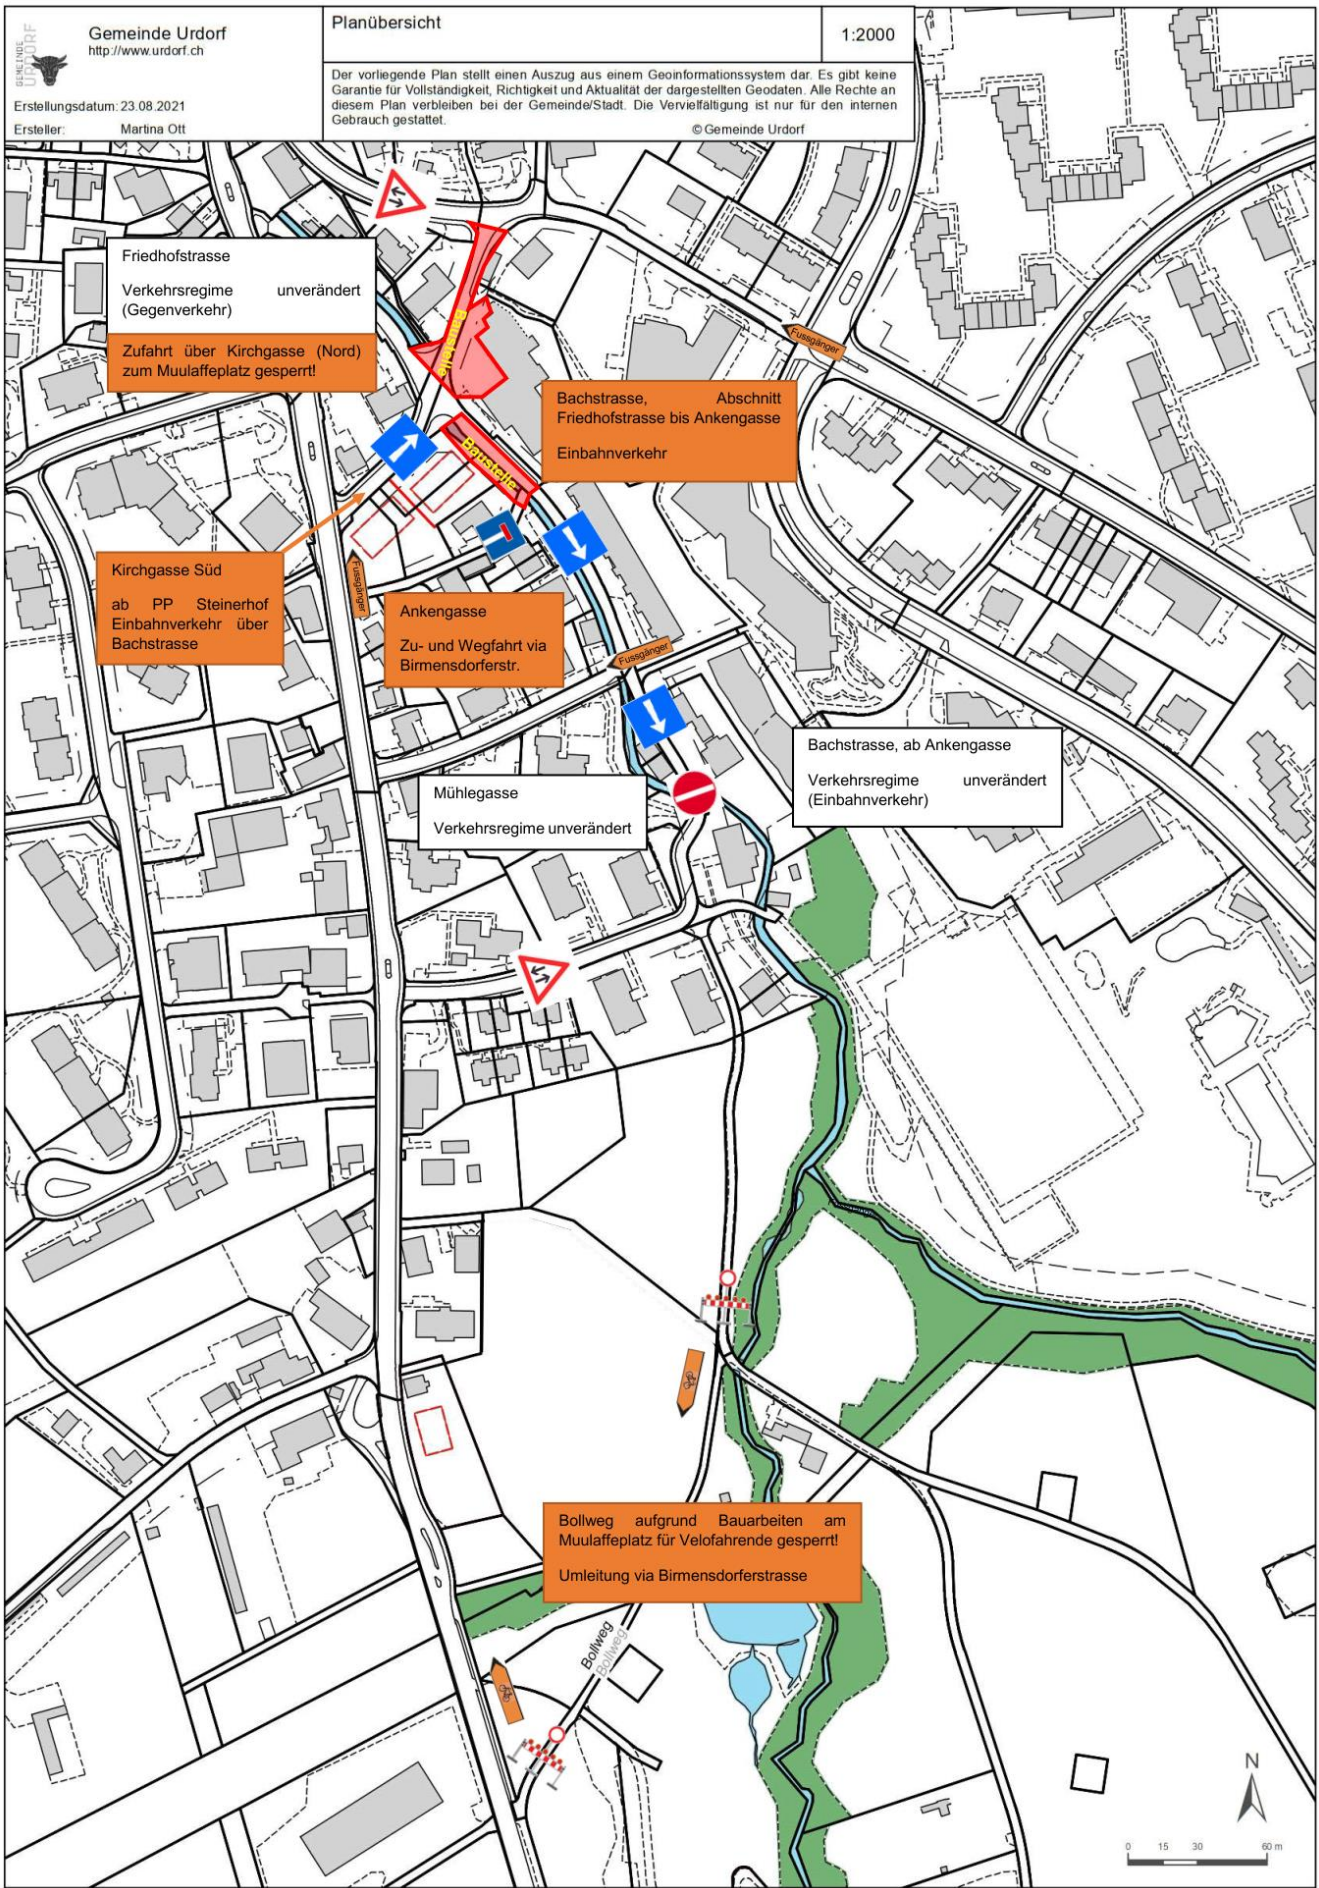 GEMEINDE
URDORF
Gemeinde Urdorf
http://www.urdorf.ch
Erstellungsdatum: 23.08.2021
Ersteller: Martina Ott
Planübersicht
1:2000
Der vorliegende Plan stellt einen Auszug aus einem Geoinformationssystem dar. Es gibt keine
Garantie für Vollständigkeit, Richtigkeit und Aktualität der dargestellten Geodaten. Alle Rechte an
diesem Plan verbleiben bei der Gemeinde/Stadt. Die Vervielfältigung ist nur für den internen
Gebrauch gestattet.
© Gemeinde Urdorf
Friedhofstrasse
Verkehrsregime unverändert
(Gegenverkehr)
Zufahrt über Kirchgasse (Nord)
zum Muulaffeplatz gesperrt!
Baustelle
Fussgänger
Bachstrasse, Abschnitt
Friedhofstrasse bis Ankengasse
Einbahnverkehr
Baustelle
Kirchgasse Süd
ab PP Steinerhof
Einbahnverkehr über
Bachstrasse
Fussgänger
Ankengasse
Zu- und Wegfahrt via
Birmensdorferstr.
Fussgänger
Bachstrasse, ab Ankengasse
Verkehrsregime unverändert
(Einbahnverkehr)
Mühlegasse
Verkehrsregime unverändert
Bollweg aufgrund Bauarbeiten am
Muulaffeplatz für Velofahrende gesperrt!
Umleitung via Birmensdorferstrasse
Bollweg
Bollweg
N
0 15 30 60 m